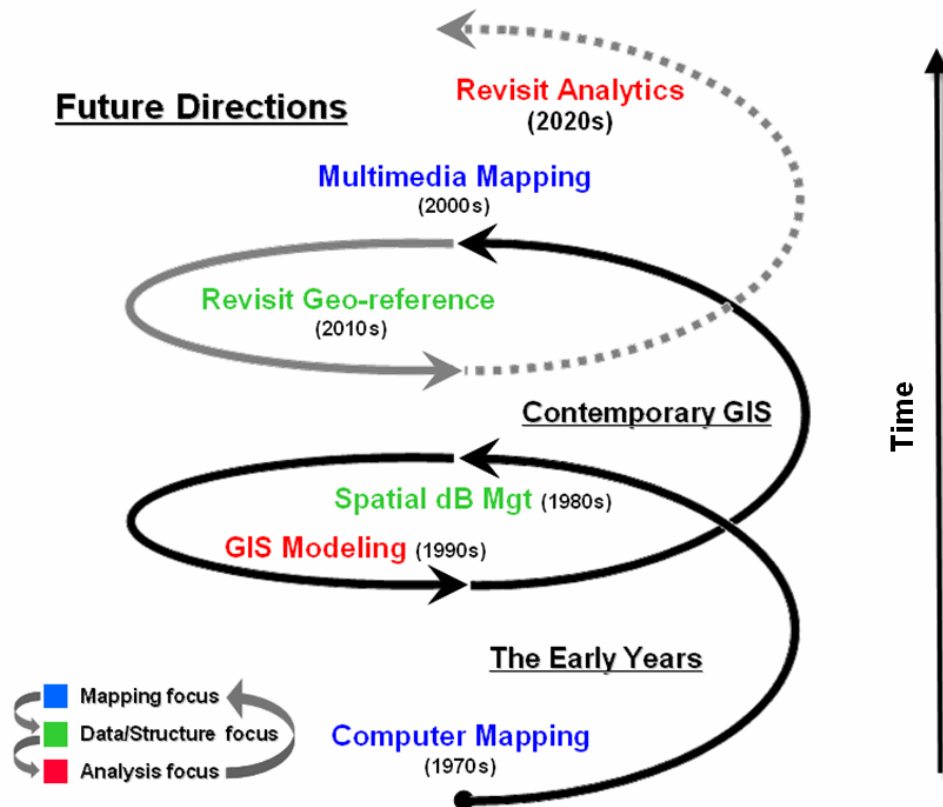 Future Directions
Revisit Analytics
(2020s)
Multimedia Mapping
(2000s)
Revisit Geo-reference
(2010s)
Contemporary GIS
Time
Spatial dB Mgt (1980s)
GIS Modeling (1990s)
The Early Years
Mapping focus
Data/Structure focus
Analysis focus
Computer Mapping
(1970s)